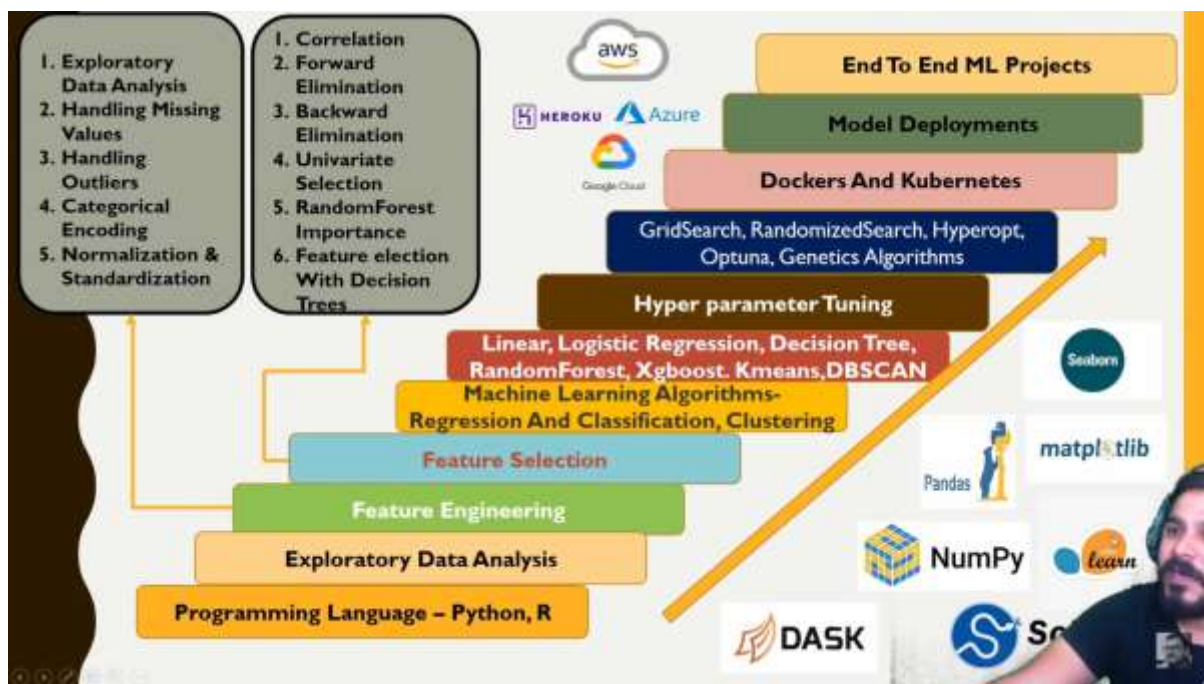 1. Exploratory
Data Analysis
2. Handling Missing
Values
3. Handling
Outliers
4. Categorical
Encoding
5. Normalization &
Standardization
1. Correlation
2. Forward
Elimination
3. Backward
Elimination
4. Univariate
Selection
5. RandomForest
Importance
6. Feature election
With Decision
Trees
aws
HEROKU
Azure
Google Cloud
End To End ML Projects
Model Deployments
Dockers And Kubernetes
GridSearch, RandomizedSearch, Hyperopt,
Optuna, Genetics Algorithms
Hyper parameter Tuning
Linear, Logistic Regression, Decision Tree,
RandomForest, Xgboost. Kmeans,DBSCAN
Machine Learning Algorithms-
Regression And Classification, Clustering
Feature Selection
Feature Engineering
Exploratory Data Analysis
Programming Language – Python, R
Seaborn
matplotlib
Pandas
NumPy
learn
DASK